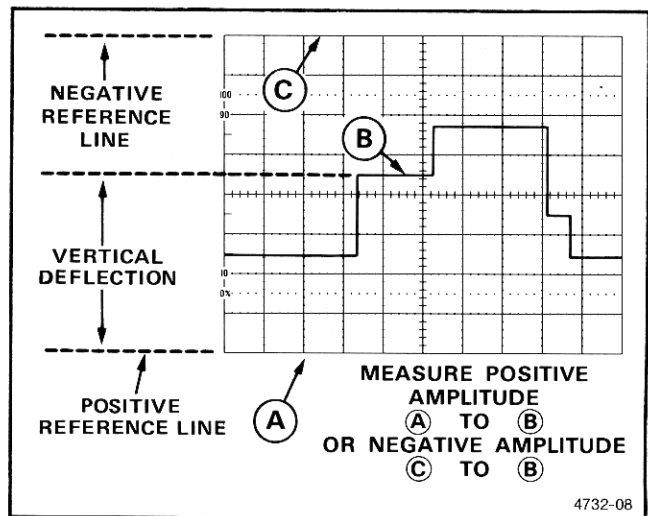 NEGATIVE
REFERENCE
LINE
VERTICAL
DEFLECTION
POSITIVE
REFERENCE LINE
C
B
A
100
90
10
0%
MEASURE POSITIVE
AMPLITUDE
A TO B
OR NEGATIVE AMPLITUDE
C TO B
4732-08